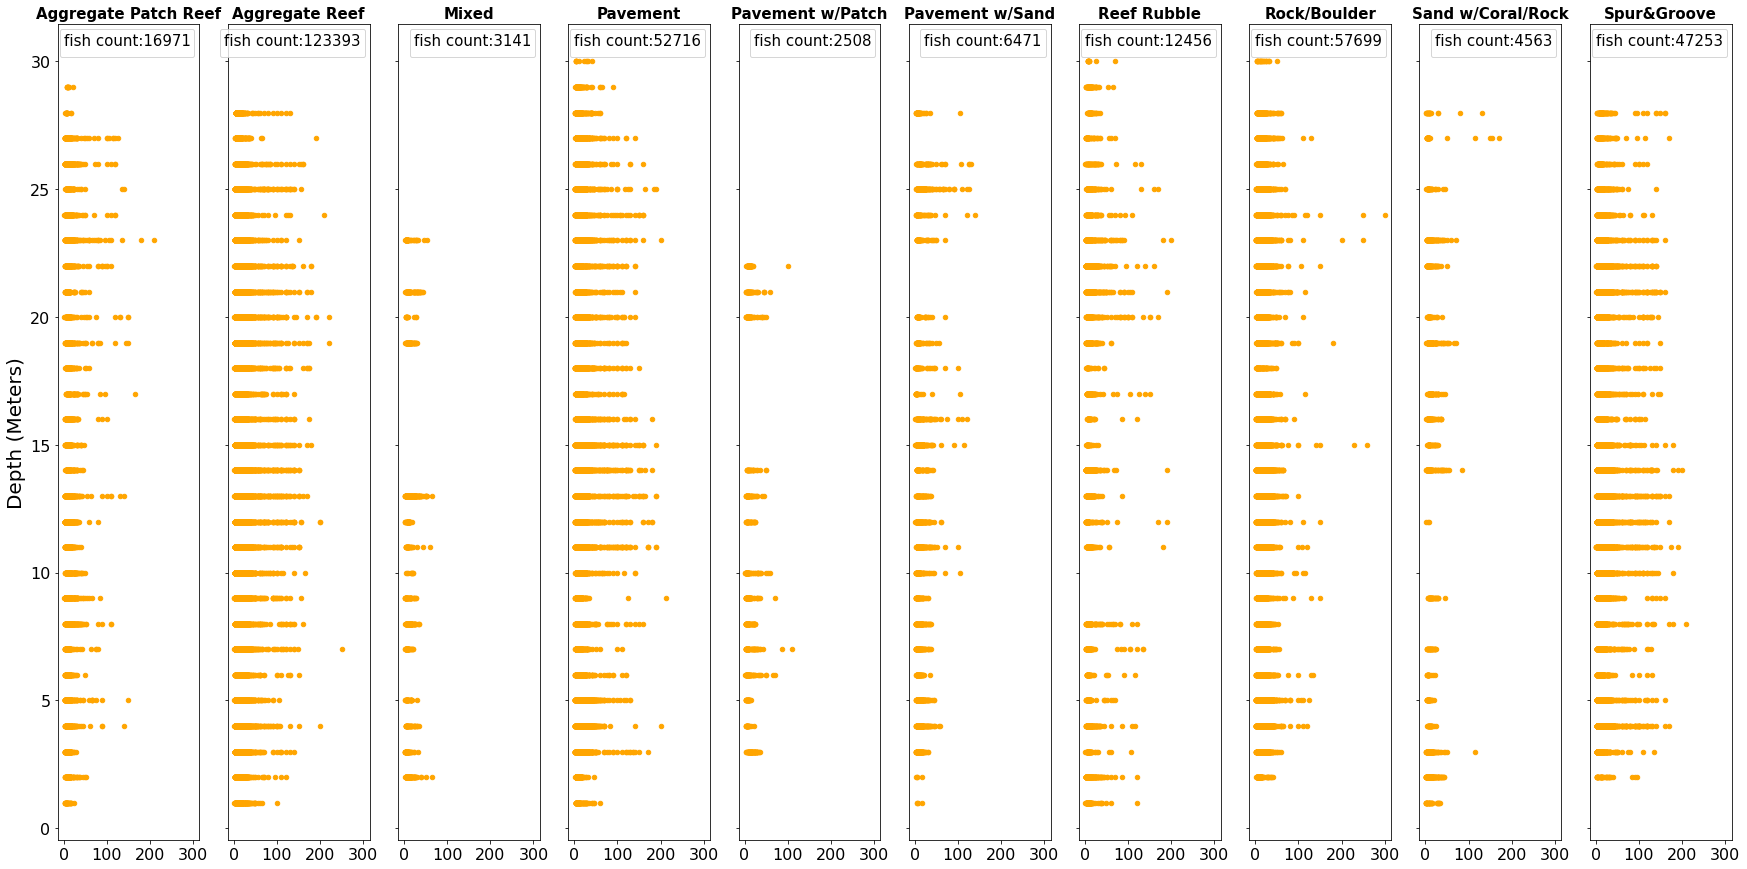 Aggregate Patch Reef Aggregate Reef Mixed Pavement Pavement w/Patch Pavement w/Sand Reef Rubble Rock/Boulder Sand w/Coral/Rock Spur&Groove
fish count:16971 fish count:123393 fish count:3141 fish count:52716 fish count:2508 fish count:6471 fish count:12456 fish count:57699 fish count:4563 fish count:47253
30
25
20
15
10
5
0
Depth (Meters)
0 100 200 300 0 100 200 300 0 100 200 300 0 100 200 300 0 100 200 300 0 100 200 300 0 100 200 300 0 100 200 300 0 100 200 300 0 100 200 300